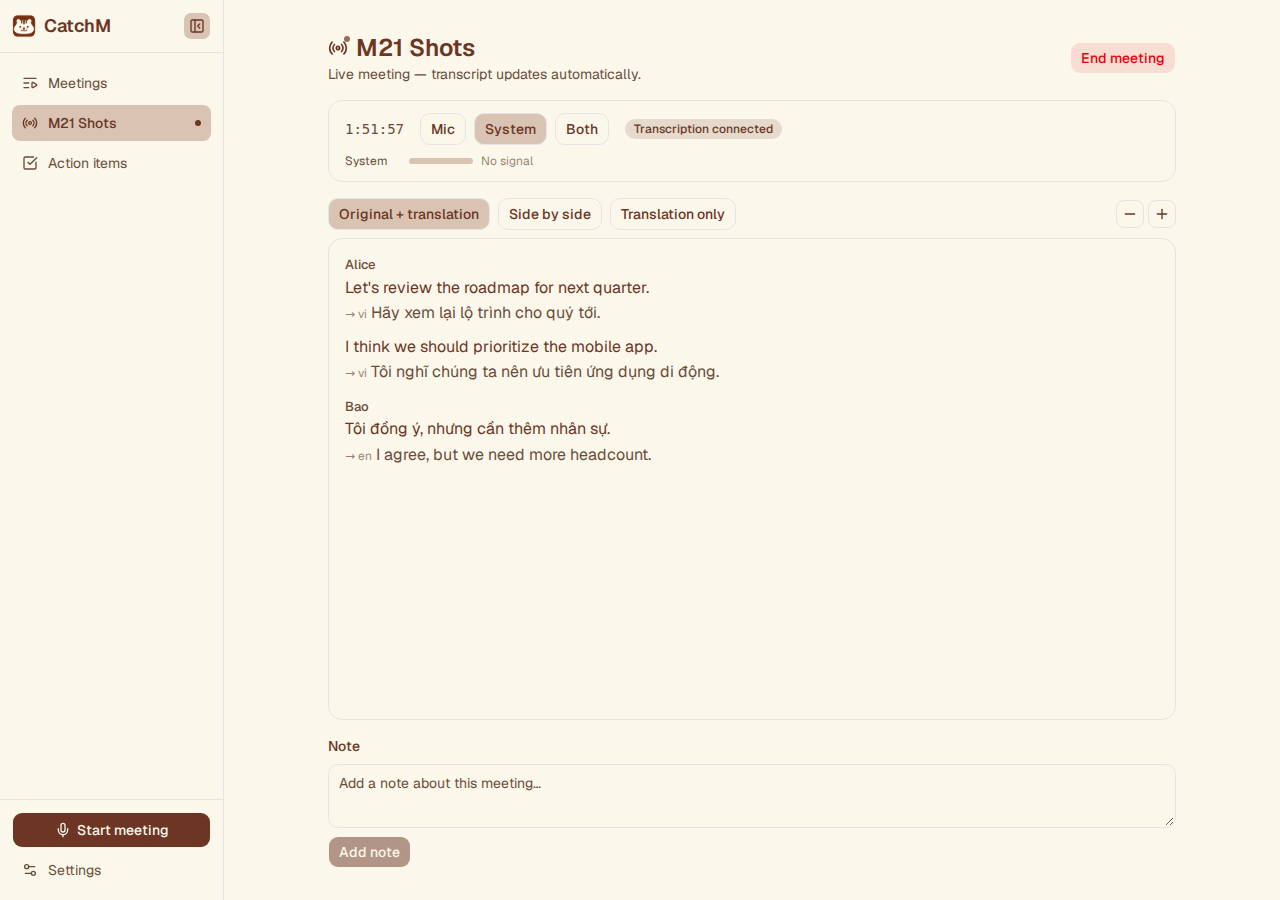 CatchM
Meetings
M21 Shots
Action items
Start meeting
Settings
M21 Shots
Live meeting — transcript updates automatically.
End meeting
1:51:57 Mic System Both Transcription connected
System No signal
Original + translation Side by side Translation only
Alice
Let's review the roadmap for next quarter.
→ vi Hãy xem lại lộ trình cho quý tới.
I think we should prioritize the mobile app.
→ vi Tôi nghĩ chúng ta nên ưu tiên ứng dụng di động.
Bao
Tôi đồng ý, nhưng cần thêm nhân sự.
→ en I agree, but we need more headcount.
Note
Add a note about this meeting...
Add note